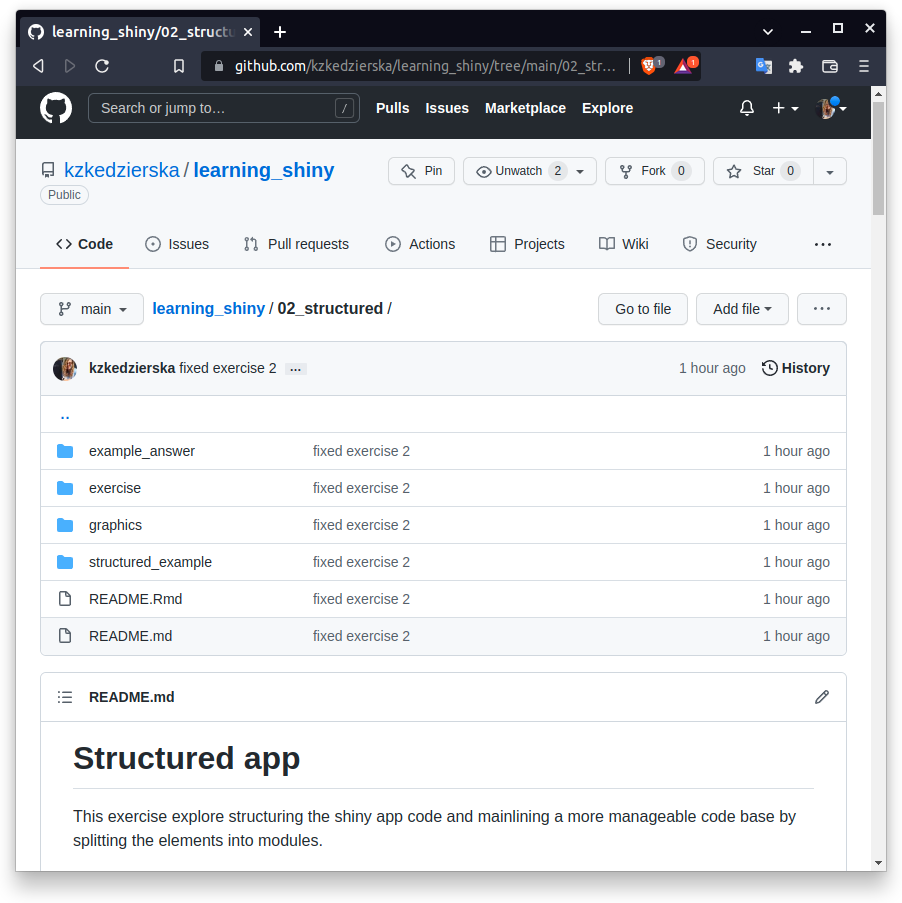 learning_shiny/02_structu
github.com/kzkedzierska/learning_shiny/tree/main/02_str... 1 1
Search or jump to… / Pulls Issues Marketplace Explore
kzkedzierska / learning_shiny Pin Unwatch 2 Fork 0 Star 0
Public
Code Issues Pull requests Actions Projects Wiki Security ...
main learning_shiny / 02_structured / Go to file Add file ...
kzkedzierska fixed exercise 2 ... 1 hour ago History
..
example_answer fixed exercise 2 1 hour ago
exercise fixed exercise 2 1 hour ago
graphics fixed exercise 2 1 hour ago
structured_example fixed exercise 2 1 hour ago
README.Rmd fixed exercise 2 1 hour ago
README.md fixed exercise 2 1 hour ago
README.md
Structured app
This exercise explore structuring the shiny app code and mainlining a more manageable code base by
splitting the elements into modules.